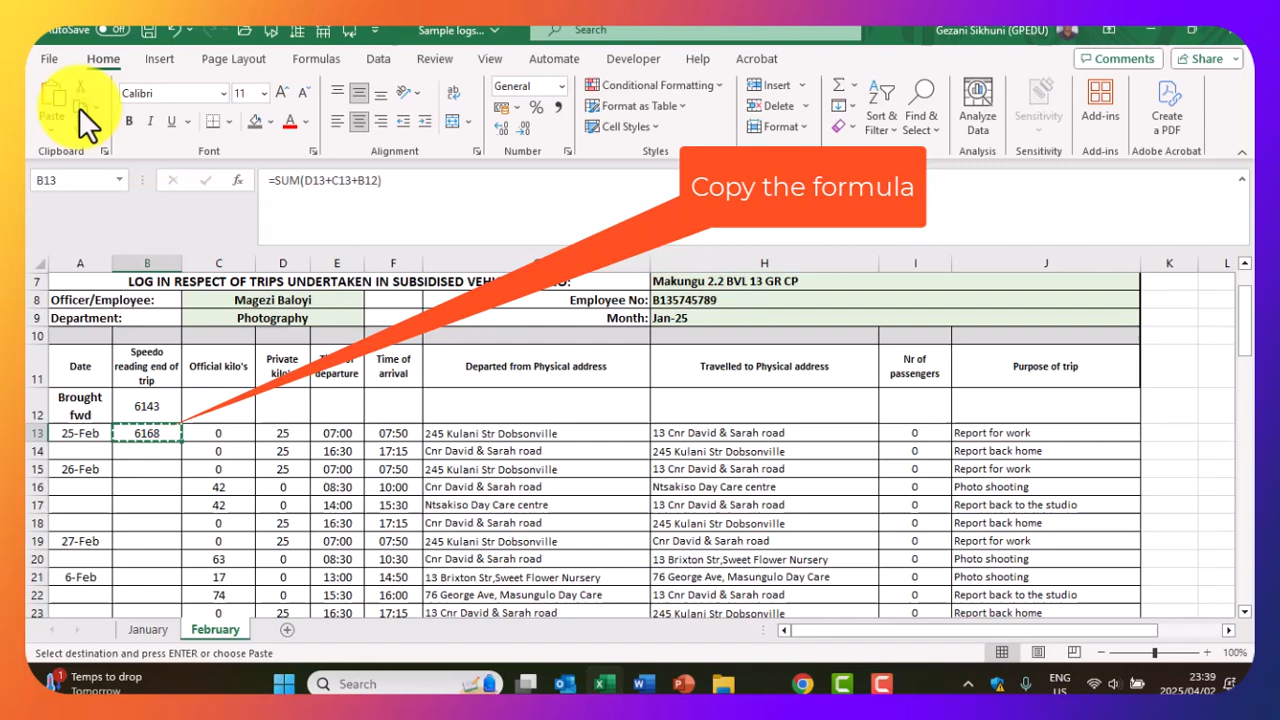 AutoSave Off Sample logs... Search Gezani Sikhuni (GPEDU)
File Home Insert Page Layout Formulas Data Review View Automate Developer Help Acrobat Comments Share
Paste Calibri 11 General Conditional Formatting Insert
Format as Table Delete
Cell Styles Format
Sort & Filter Find & Select Analyze Data Add-ins Sensitivity Create a PDF
Clipboard Font Alignment Number Styles Analysis Sensitivity Add-ins Adobe Acrobat
Copy the formula
B13 fx =SUM(D13+C13+B12)
A B C D E F H I J K L
7 LOG IN RESPECT OF TRIPS UNDERTAKEN IN SUBSIDISED Makungu 2.2 BVL 13 GR CP
8 Officer/Employee: Magezi Baloyi Employee No: B135745789
9 Department: Photography Month: Jan-25
10
11 Date Speedo reading end of trip Official kilo's Private departure Time of arrival Departed from Physical address Travelled to Physical address Nr of passengers Purpose of trip
12 Brought fwd 6143
13 25-Feb 6168 0 25 07:00 07:50 245 Kulani Str Dobsonville 13 Cnr David & Sarah road 0 Report for work
14 0 25 16:30 17:15 Cnr David & Sarah road 245 Kulani Str Dobsonville 0 Report back home
15 26-Feb 0 25 07:00 07:50 245 Kulani Str Dobsonville 13 Cnr David & Sarah road 0 Report for work
16 42 0 08:30 10:00 Cnr David & Sarah road Ntsakiso Day Care centre 0 Photo shooting
17 42 0 14:00 15:30 Ntsakiso Day Care centre 13 Cnr David & Sarah road 0 Report back to the studio
18 0 25 16:30 17:15 Cnr David & Sarah road 245 Kulani Str Dobsonville 0 Report back home
19 27-Feb 0 25 07:00 07:50 245 Kulani Str Dobsonville Cnr David & Sarah road 0 Report for work
20 63 0 08:30 10:30 Cnr David & Sarah road 13 Brixton Str,Sweet Flower Nursery 0 Photo shooting
21 6-Feb 17 0 13:00 14:50 13 Brixton Str,Sweet Flower Nursery 76 George Ave, Masungulo Day Care 0 Photo shooting
22 74 0 15:30 16:00 76 George Ave, Masungulo Day Care Cnr David & Sarah road 0 Report back to the studio
23 0 25 16:30 17:15 13 Cnr David & Sarah road 245 Kulani Str Dobsonville 0 Report back home
January February
Select destination and press ENTER or choose Paste 100%
1 Temps to drop Search ENG 23:39
Tomorrow US 2025/04/02